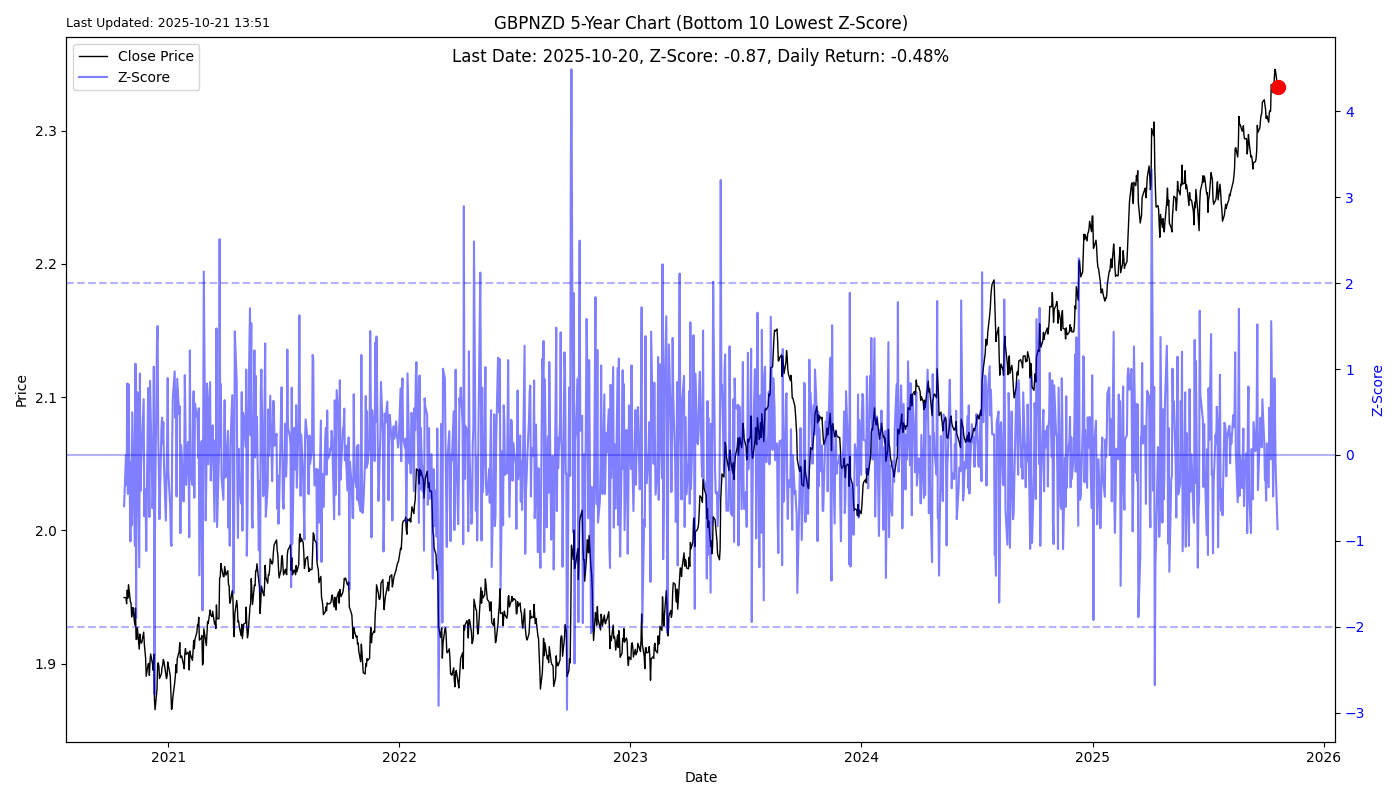 Last Updated: 2025-10-21 13:51
GBPNZD 5-Year Chart (Bottom 10 Lowest Z-Score)
Last Date: 2025-10-20, Z-Score: -0.87, Daily Return: -0.48%
Close Price
Z-Score
2.3
2.2
2.1
2.0
1.9
Price
4
3
2
1
0
−1
−2
−3
Z-Score
2021
2022
2023
2024
2025
2026
Date